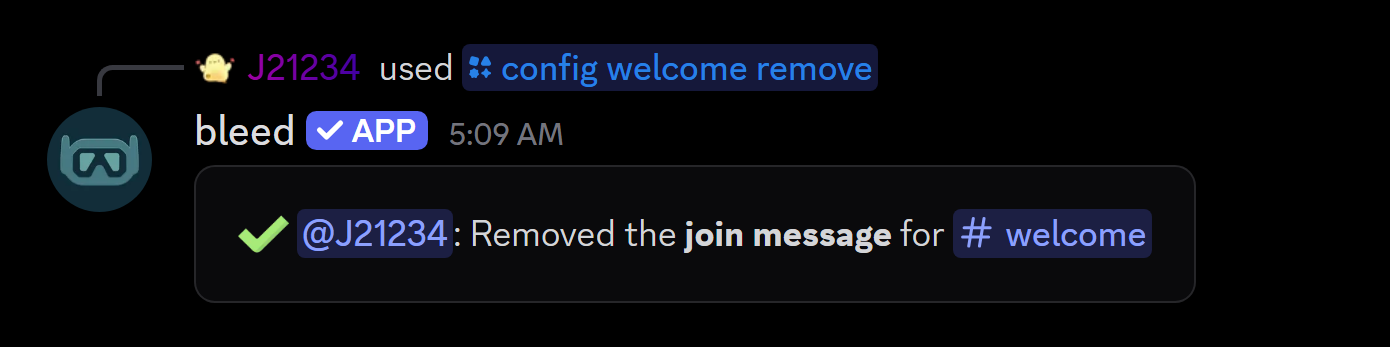 J21234 used config welcome remove
bleed APP 5:09 AM
@J21234: Removed the join message for # welcome